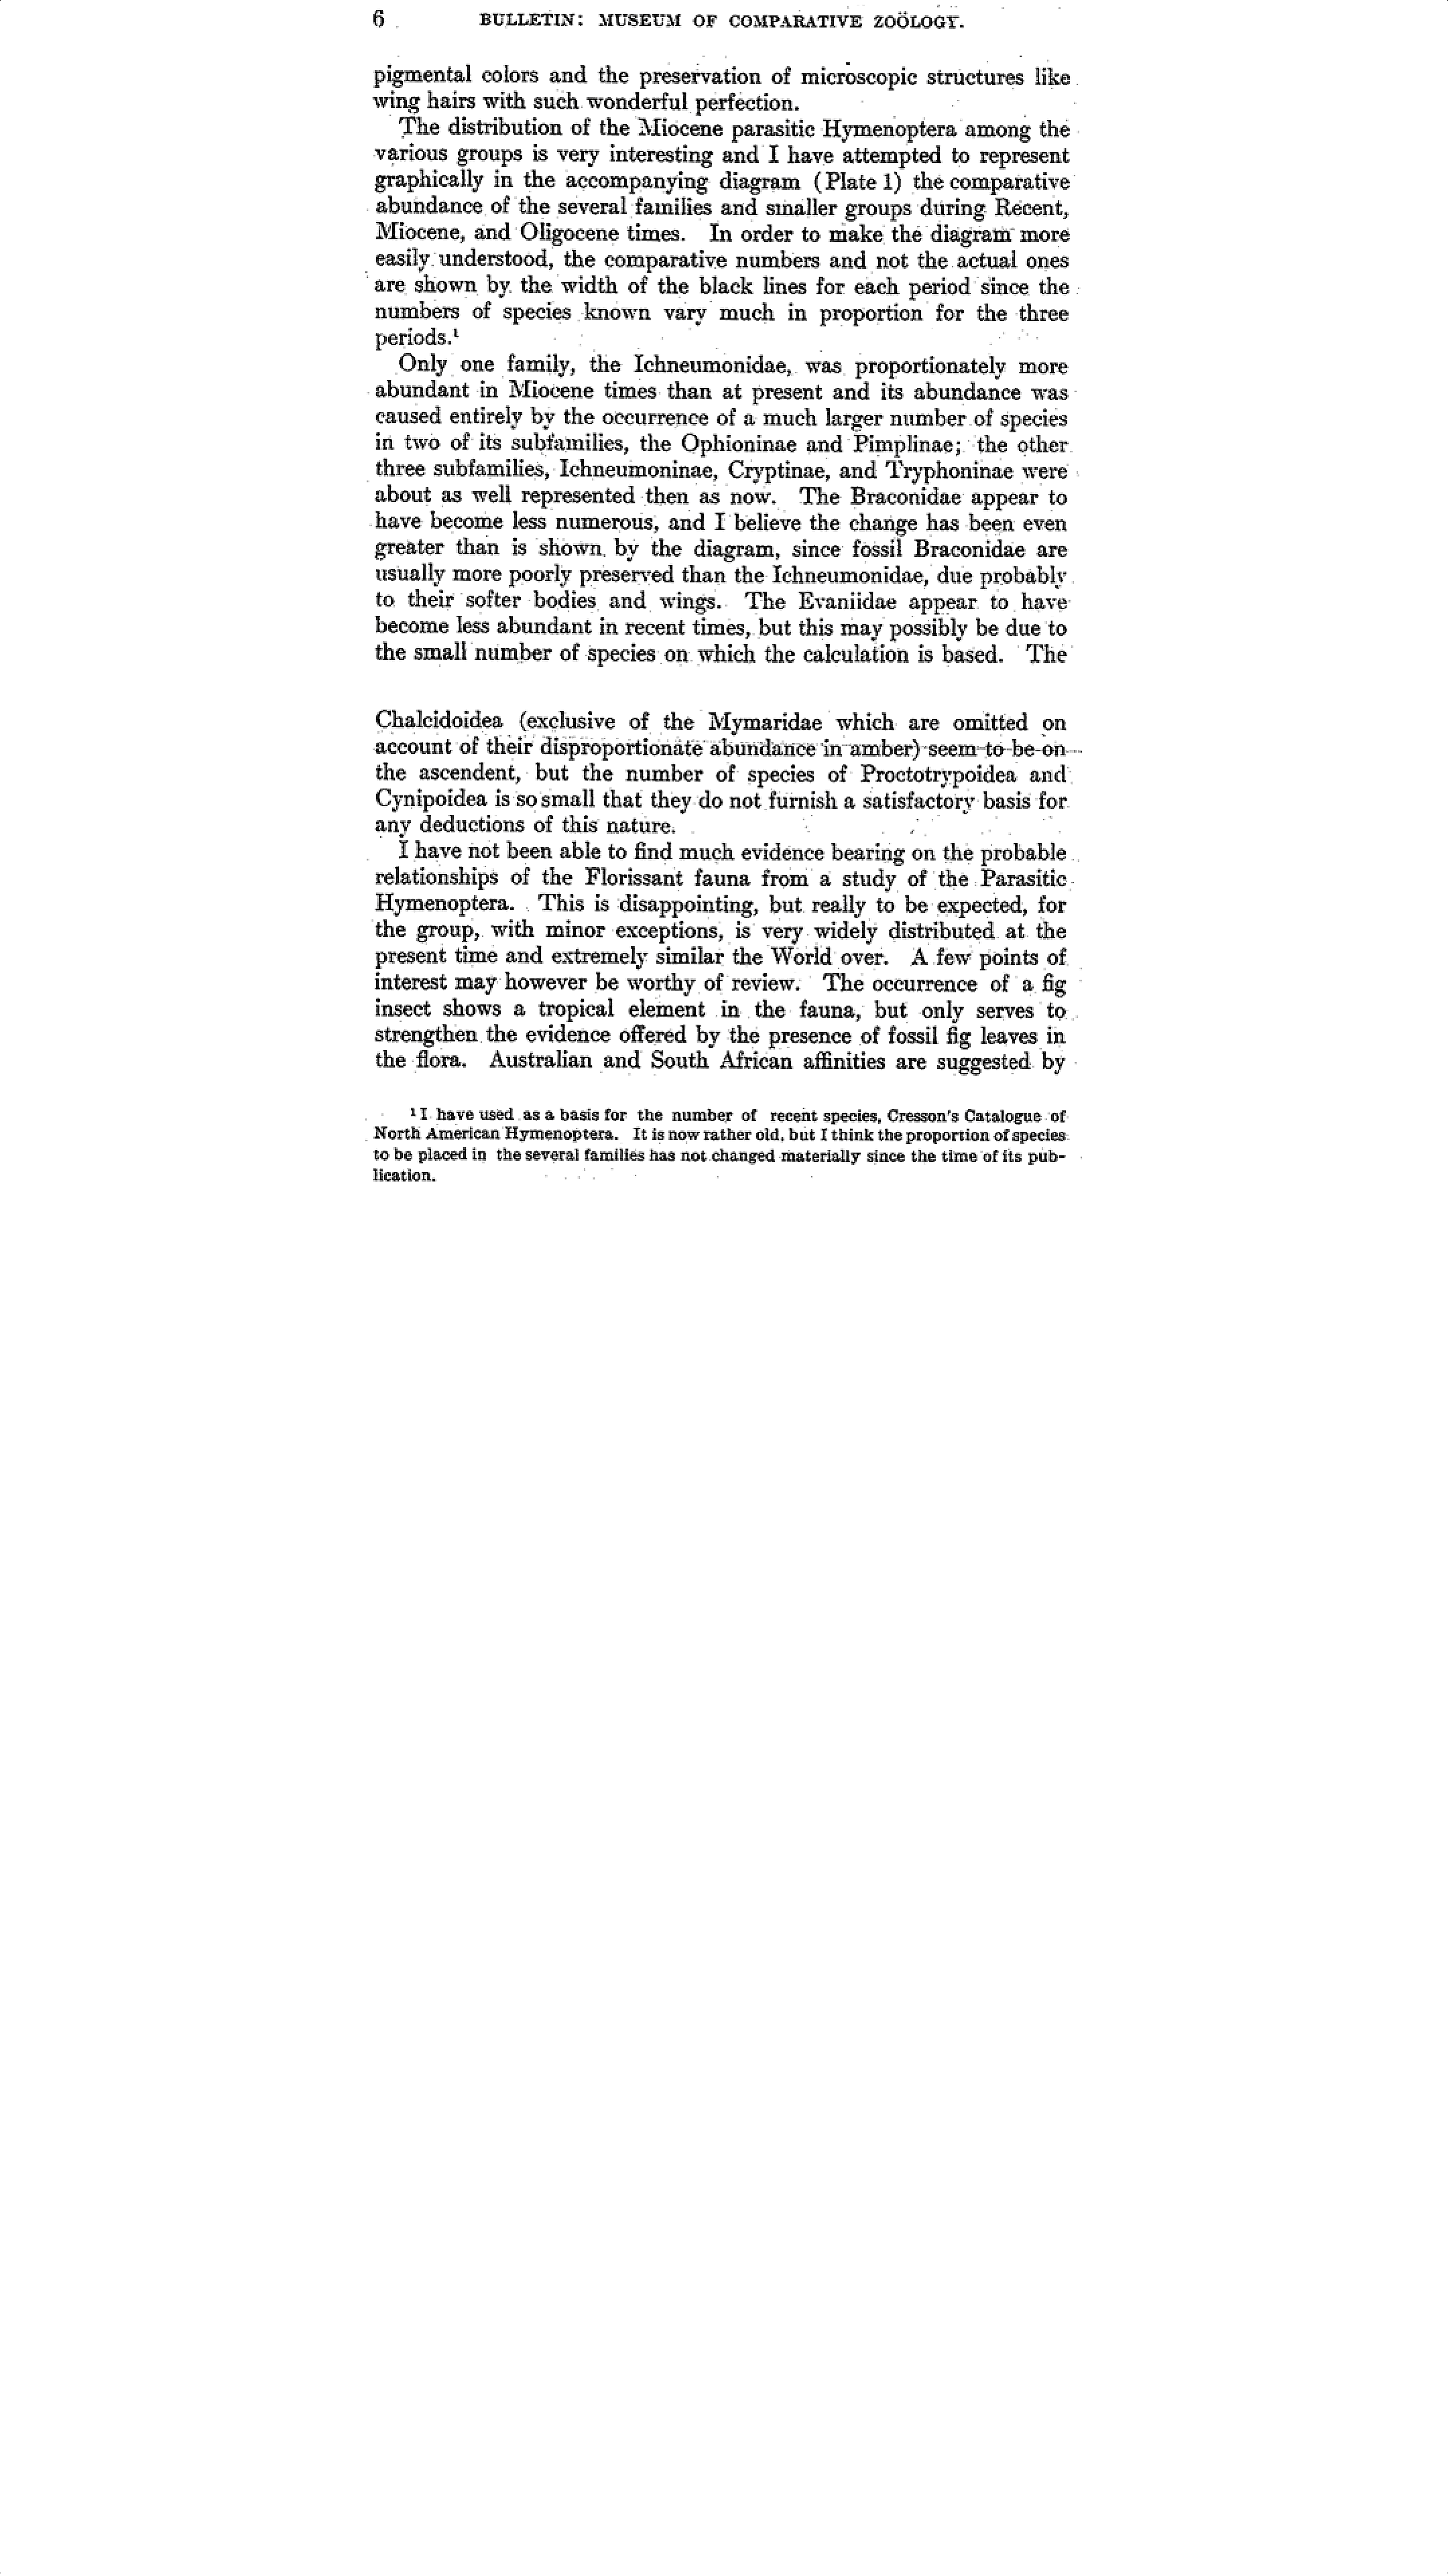 6 BULLETIN: MUSEUM OF COMPARATIVE ZOÖLOGY.
pigmental colors and the preservation of microscopic structures like
wing hairs with such wonderful perfection.
The distribution of the Miocene parasitic Hymenoptera among the
various groups is very interesting and I have attempted to represent
graphically in the accompanying diagram (Plate 1) the comparative
abundance of the several families and smaller groups during Recent,
Miocene, and Oligocene times. In order to make the diagram more
easily understood, the comparative numbers and not the actual ones
are shown by the width of the black lines for each period since the
numbers of species known vary much in proportion for the three
periods.¹
Only one family, the Ichneumonidae, was proportionately more
abundant in Miocene times than at present and its abundance was
caused entirely by the occurrence of a much larger number of species
in two of its subfamilies, the Ophioninae and Pimplinae; the other
three subfamilies, Ichneumoninae, Cryptinae, and Tryphoninae were
about as well represented then as now. The Braconidae appear to
have become less numerous, and I believe the change has been even
greater than is shown by the diagram, since fossil Braconidae are
usually more poorly preserved than the Ichneumonidae, due probably
to their softer bodies and wings. The Evaniidae appear to have
become less abundant in recent times, but this may possibly be due to
the small number of species on which the calculation is based. The
Chalcidoidea (exclusive of the Mymaridae which are omitted on
account of their disproportionate abundance in amber) seem to be on
the ascendent, but the number of species of Proctotrypoidea and
Cynipoidea is so small that they do not furnish a satisfactory basis for
any deductions of this nature.
I have not been able to find much evidence bearing on the probable
relationships of the Florissant fauna from a study of the Parasitic
Hymenoptera. This is disappointing, but really to be expected, for
the group, with minor exceptions, is very widely distributed at the
present time and extremely similar the World over. A few points of
interest may however be worthy of review. The occurrence of a fig
insect shows a tropical element in the fauna, but only serves to
strengthen the evidence offered by the presence of fossil fig leaves in
the flora. Australian and South African affinities are suggested by
¹ I have used as a basis for the number of recent species, Cresson's Catalogue of
North American Hymenoptera. It is now rather old, but I think the proportion of species
to be placed in the several families has not changed materially since the time of its pub-
lication.